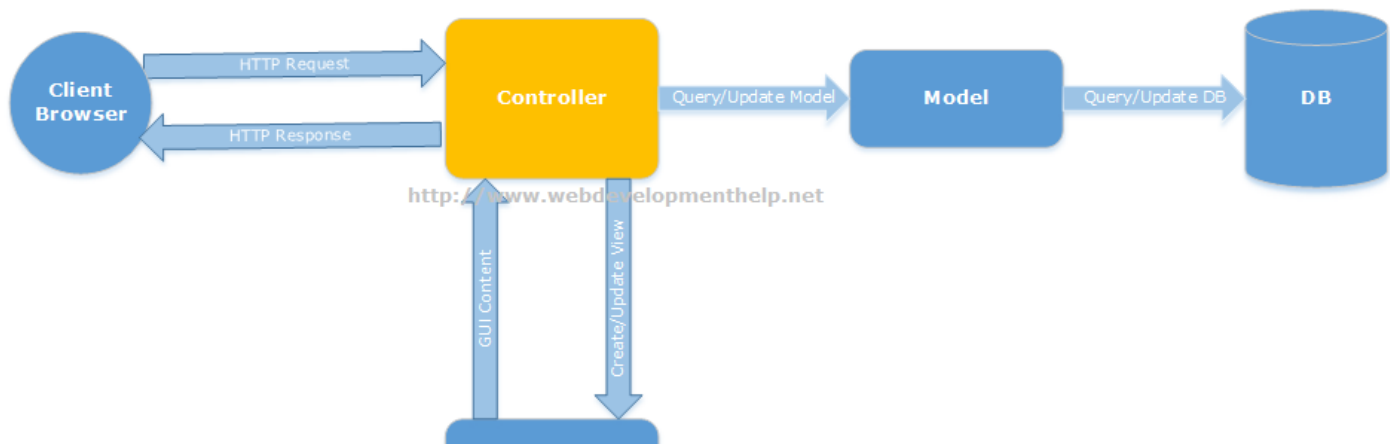 HTTP Request
Client
Browser
Controller
Query/Update Model
Model
Query/Update DB
DB
HTTP Response
http://www.webdevelopmenthelp.net
GUI Content
Create/Update View